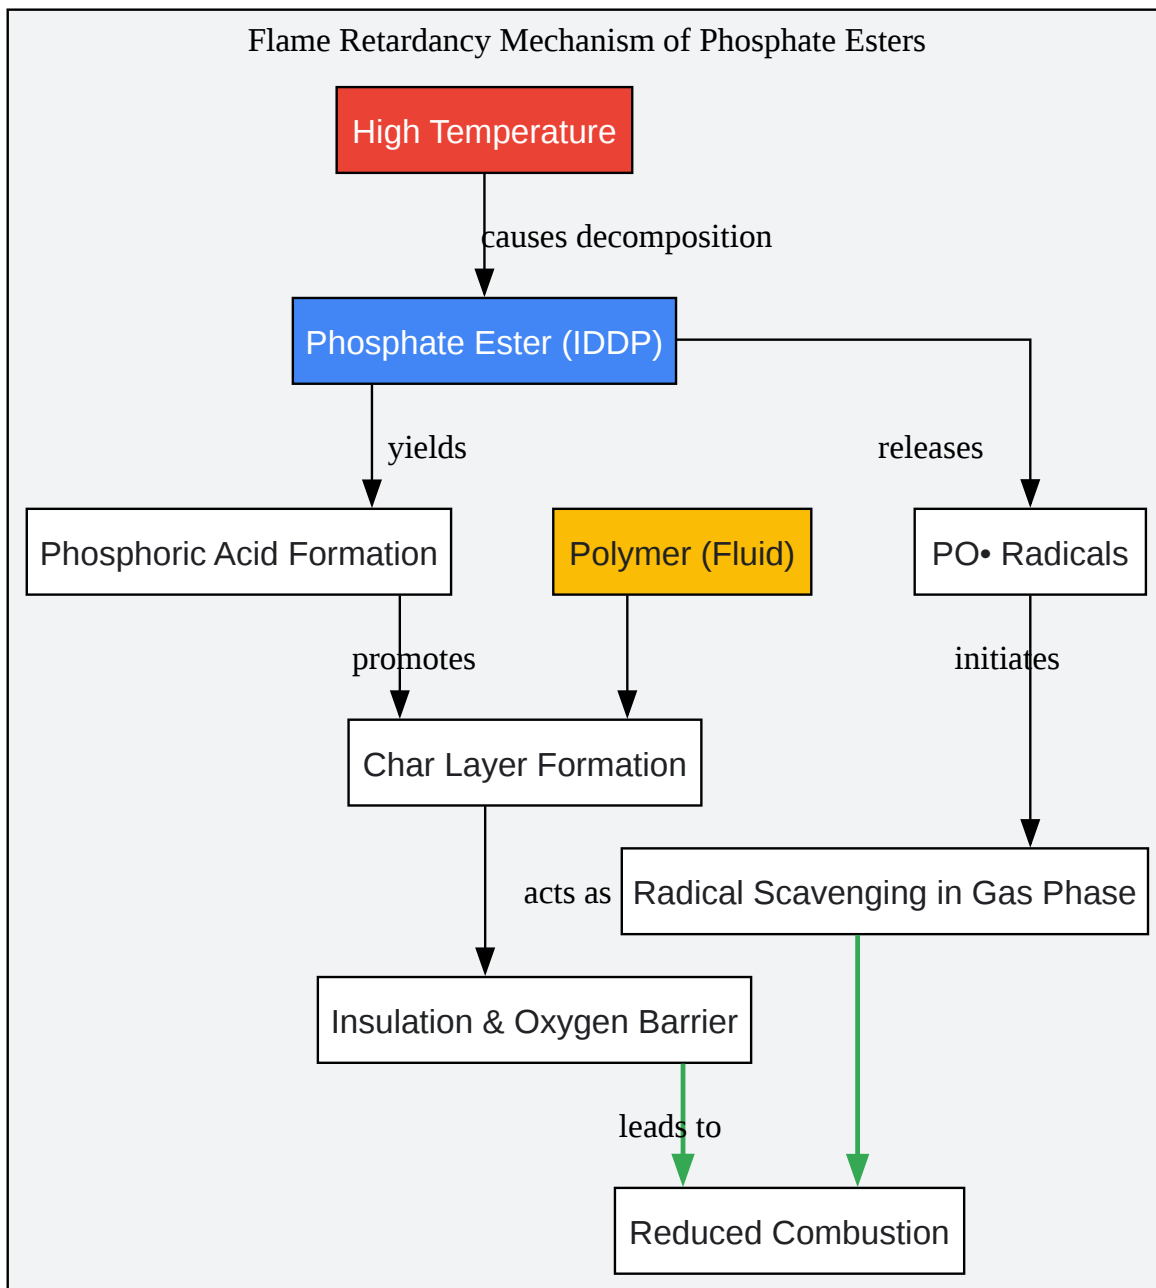 Flame Retardancy Mechanism of Phosphate Esters
High Temperature
causes decomposition
Phosphate Ester (IDDP)
yields
releases
Phosphoric Acid Formation
Polymer (Fluid)
PO• Radicals
promotes
initiates
Char Layer Formation
acts as
Radical Scavenging in Gas Phase
Insulation & Oxygen Barrier
leads to
Reduced Combustion